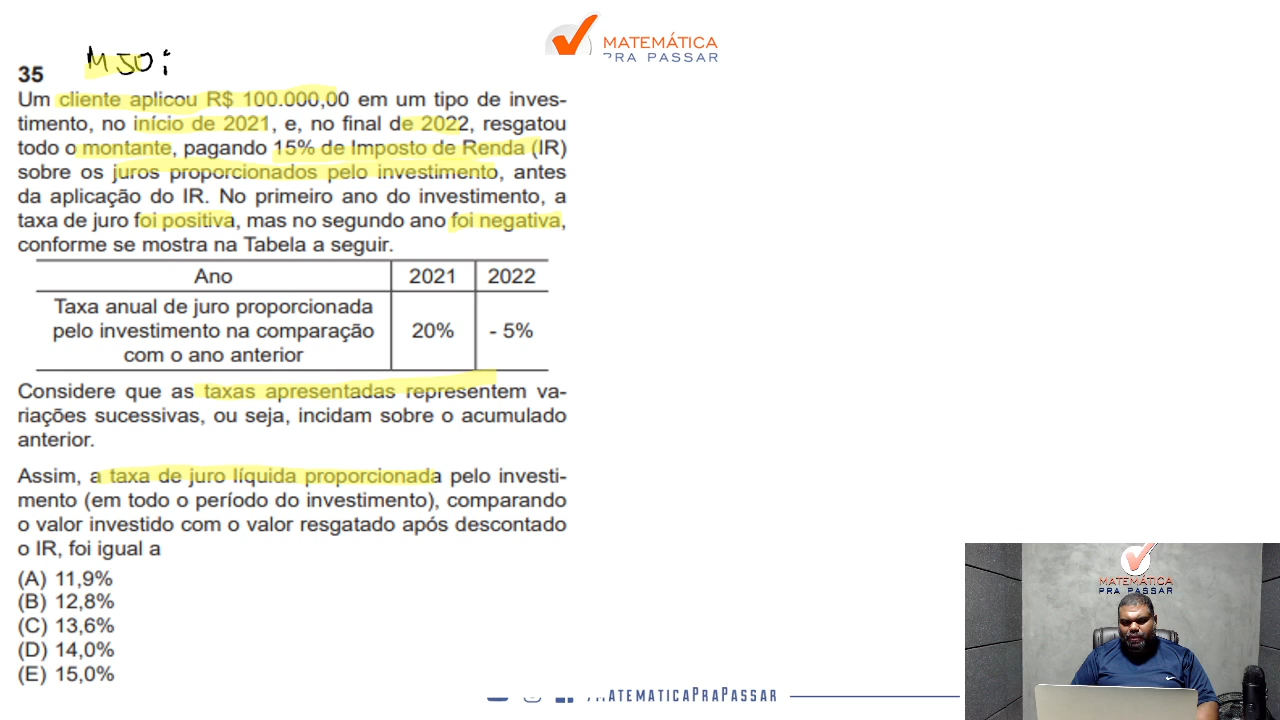 MATEMÁTICA
PRA PASSAR
35
Um cliente aplicou R$ 100.000,00 em um tipo de inves-
timento, no início de 2021, e, no final de 2022, resgatou
todo o montante, pagando 15% de Imposto de Renda (IR)
sobre os juros proporcionados pelo investimento, antes
da aplicação do IR. No primeiro ano do investimento, a
taxa de juro foi positiva, mas no segundo ano foi negativa,
conforme se mostra na Tabela a seguir.
Ano 2021 2022
Taxa anual de juro proporcionada
pelo investimento na comparação 20% - 5%
com o ano anterior
Considere que as taxas apresentadas representem va-
riações sucessivas, ou seja, incidam sobre o acumulado
anterior.
Assim, a taxa de juro líquida proporcionada pelo investi-
mento (em todo o período do investimento), comparando
o valor investido com o valor resgatado após descontado
o IR, foi igual a
(A) 11,9%
(B) 12,8%
(C) 13,6%
(D) 14,0%
(E) 15,0%
MATEMÁTICA
PRA PASSAR
/MATEMATICAPRAPASSAR